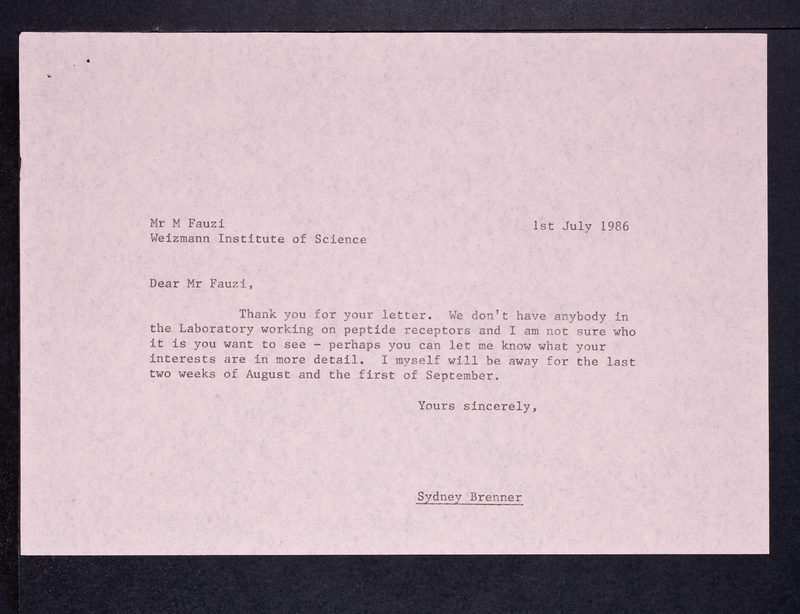 Mr M Fauzi 1st July 1986
Weizmann Institute of Science
Dear Mr Fauzi,
Thank you for your letter. We don't have anybody in
the Laboratory working on peptide receptors and I am not sure who
it is you want to see - perhaps you can let me know what your
interests are in more detail. I myself will be away for the last
two weeks of August and the first of September.
Yours sincerely,
Sydney Brenner